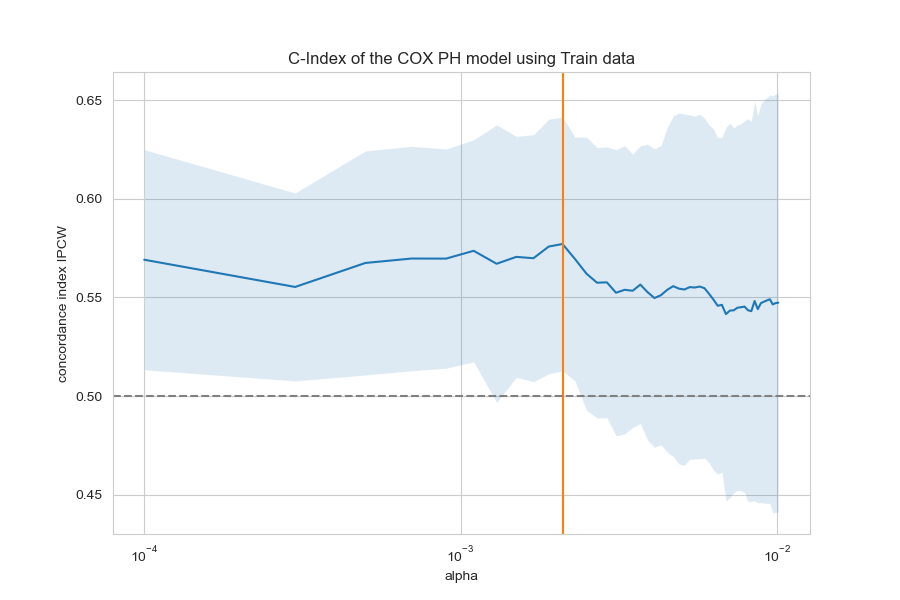 C-Index of the COX PH model using Train data
concordance index IPCW
0.65
0.60
0.55
0.50
0.45
10⁻⁴
10⁻³
10⁻²
alpha